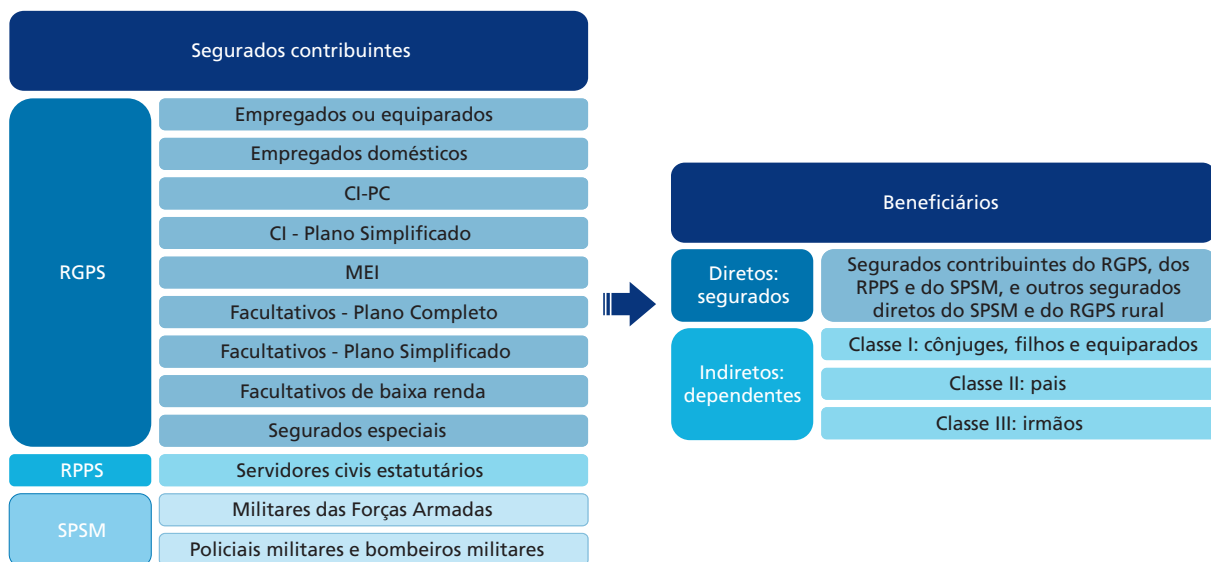 Segurados contribuintes
RGPS
Empregados ou equiparados
Empregados domésticos
CI-PC
CI - Plano Simplificado
MEI
Facultativos - Plano Completo
Facultativos - Plano Simplificado
Facultativos de baixa renda
Segurados especiais
RPPS
Servidores civis estatutários
SPSM
Militares das Forças Armadas
Policiais militares e bombeiros militares
Beneficiários
Diretos:
segurados
Segurados contribuintes do RGPS, dos
RPPS e do SPSM, e outros segurados
diretos do SPSM e do RGPS rural
Indiretos:
dependentes
Classe I: cônjuges, filhos e equiparados
Classe II: pais
Classe III: irmãos